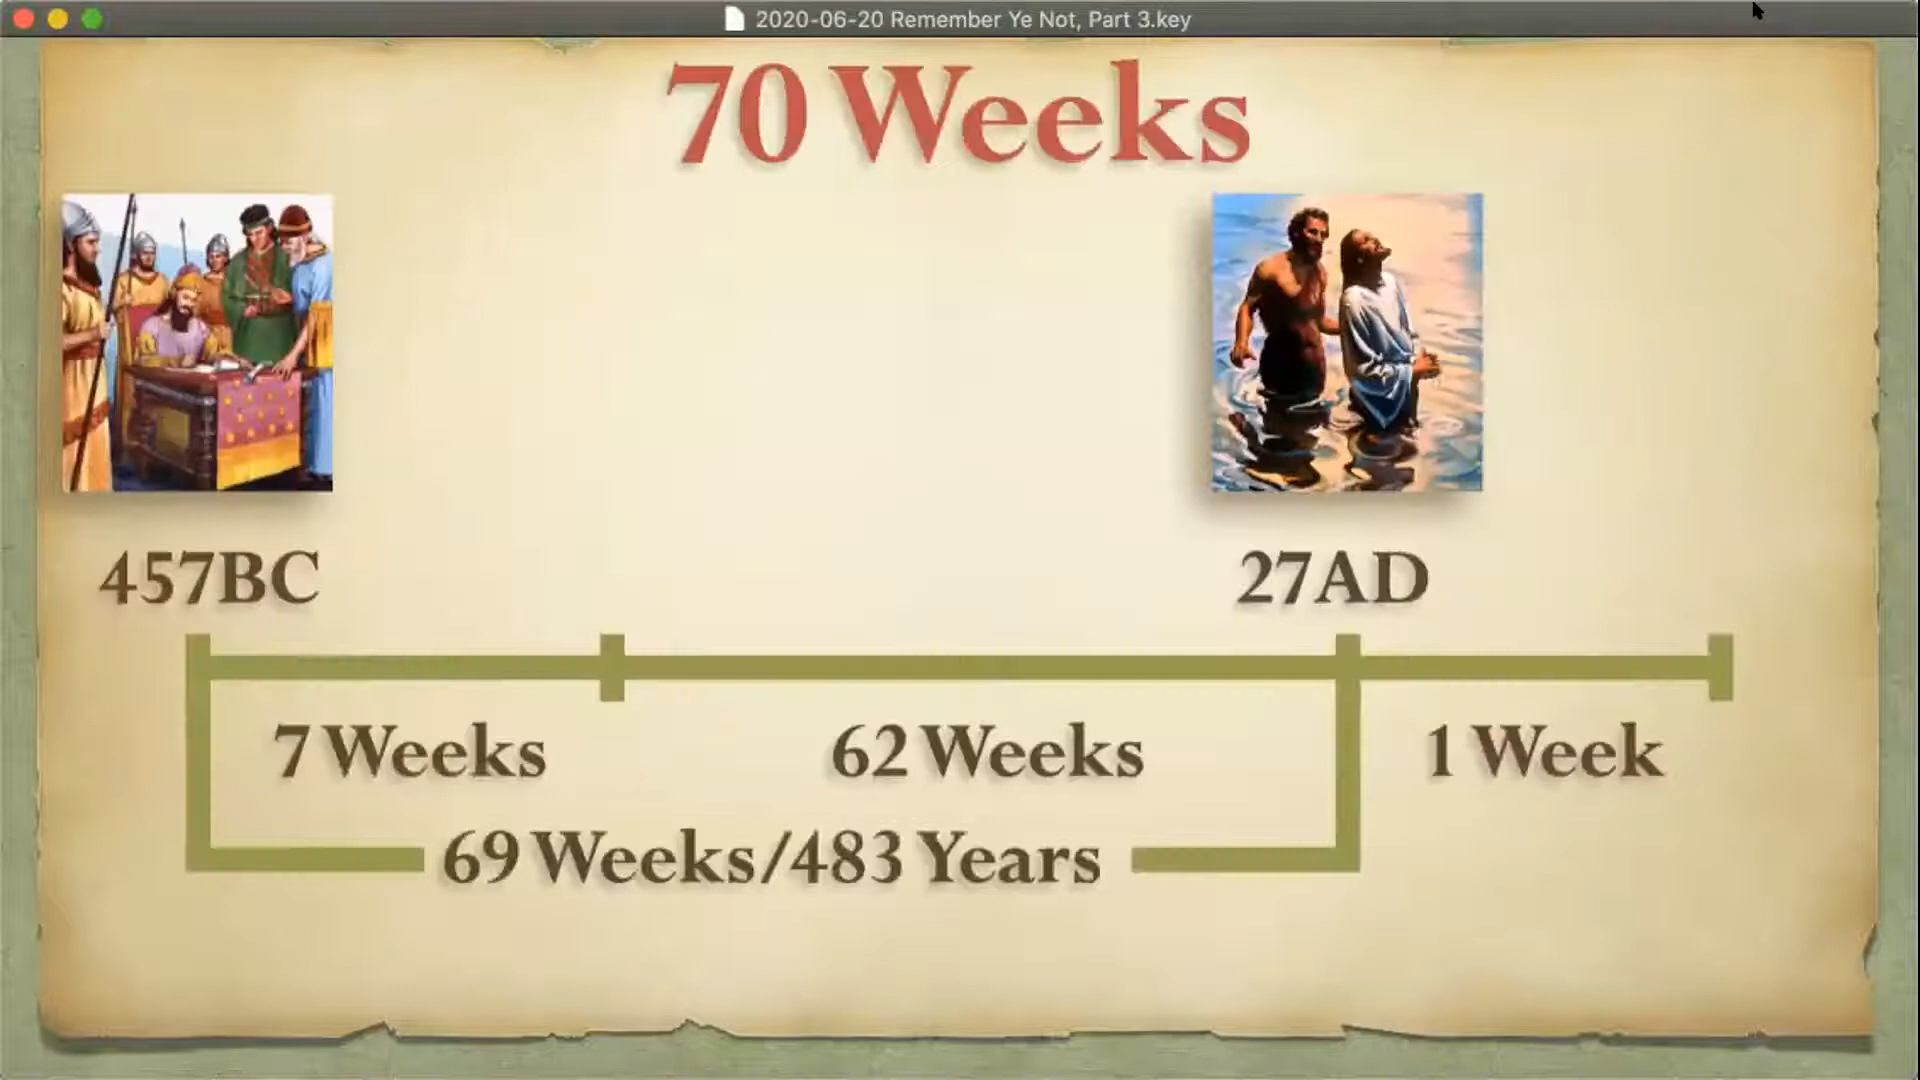 2020-06-20 Remember Ye Not, Part 3.key
70 Weeks
457BC
27AD
7 Weeks
62 Weeks
1 Week
69 Weeks/483 Years